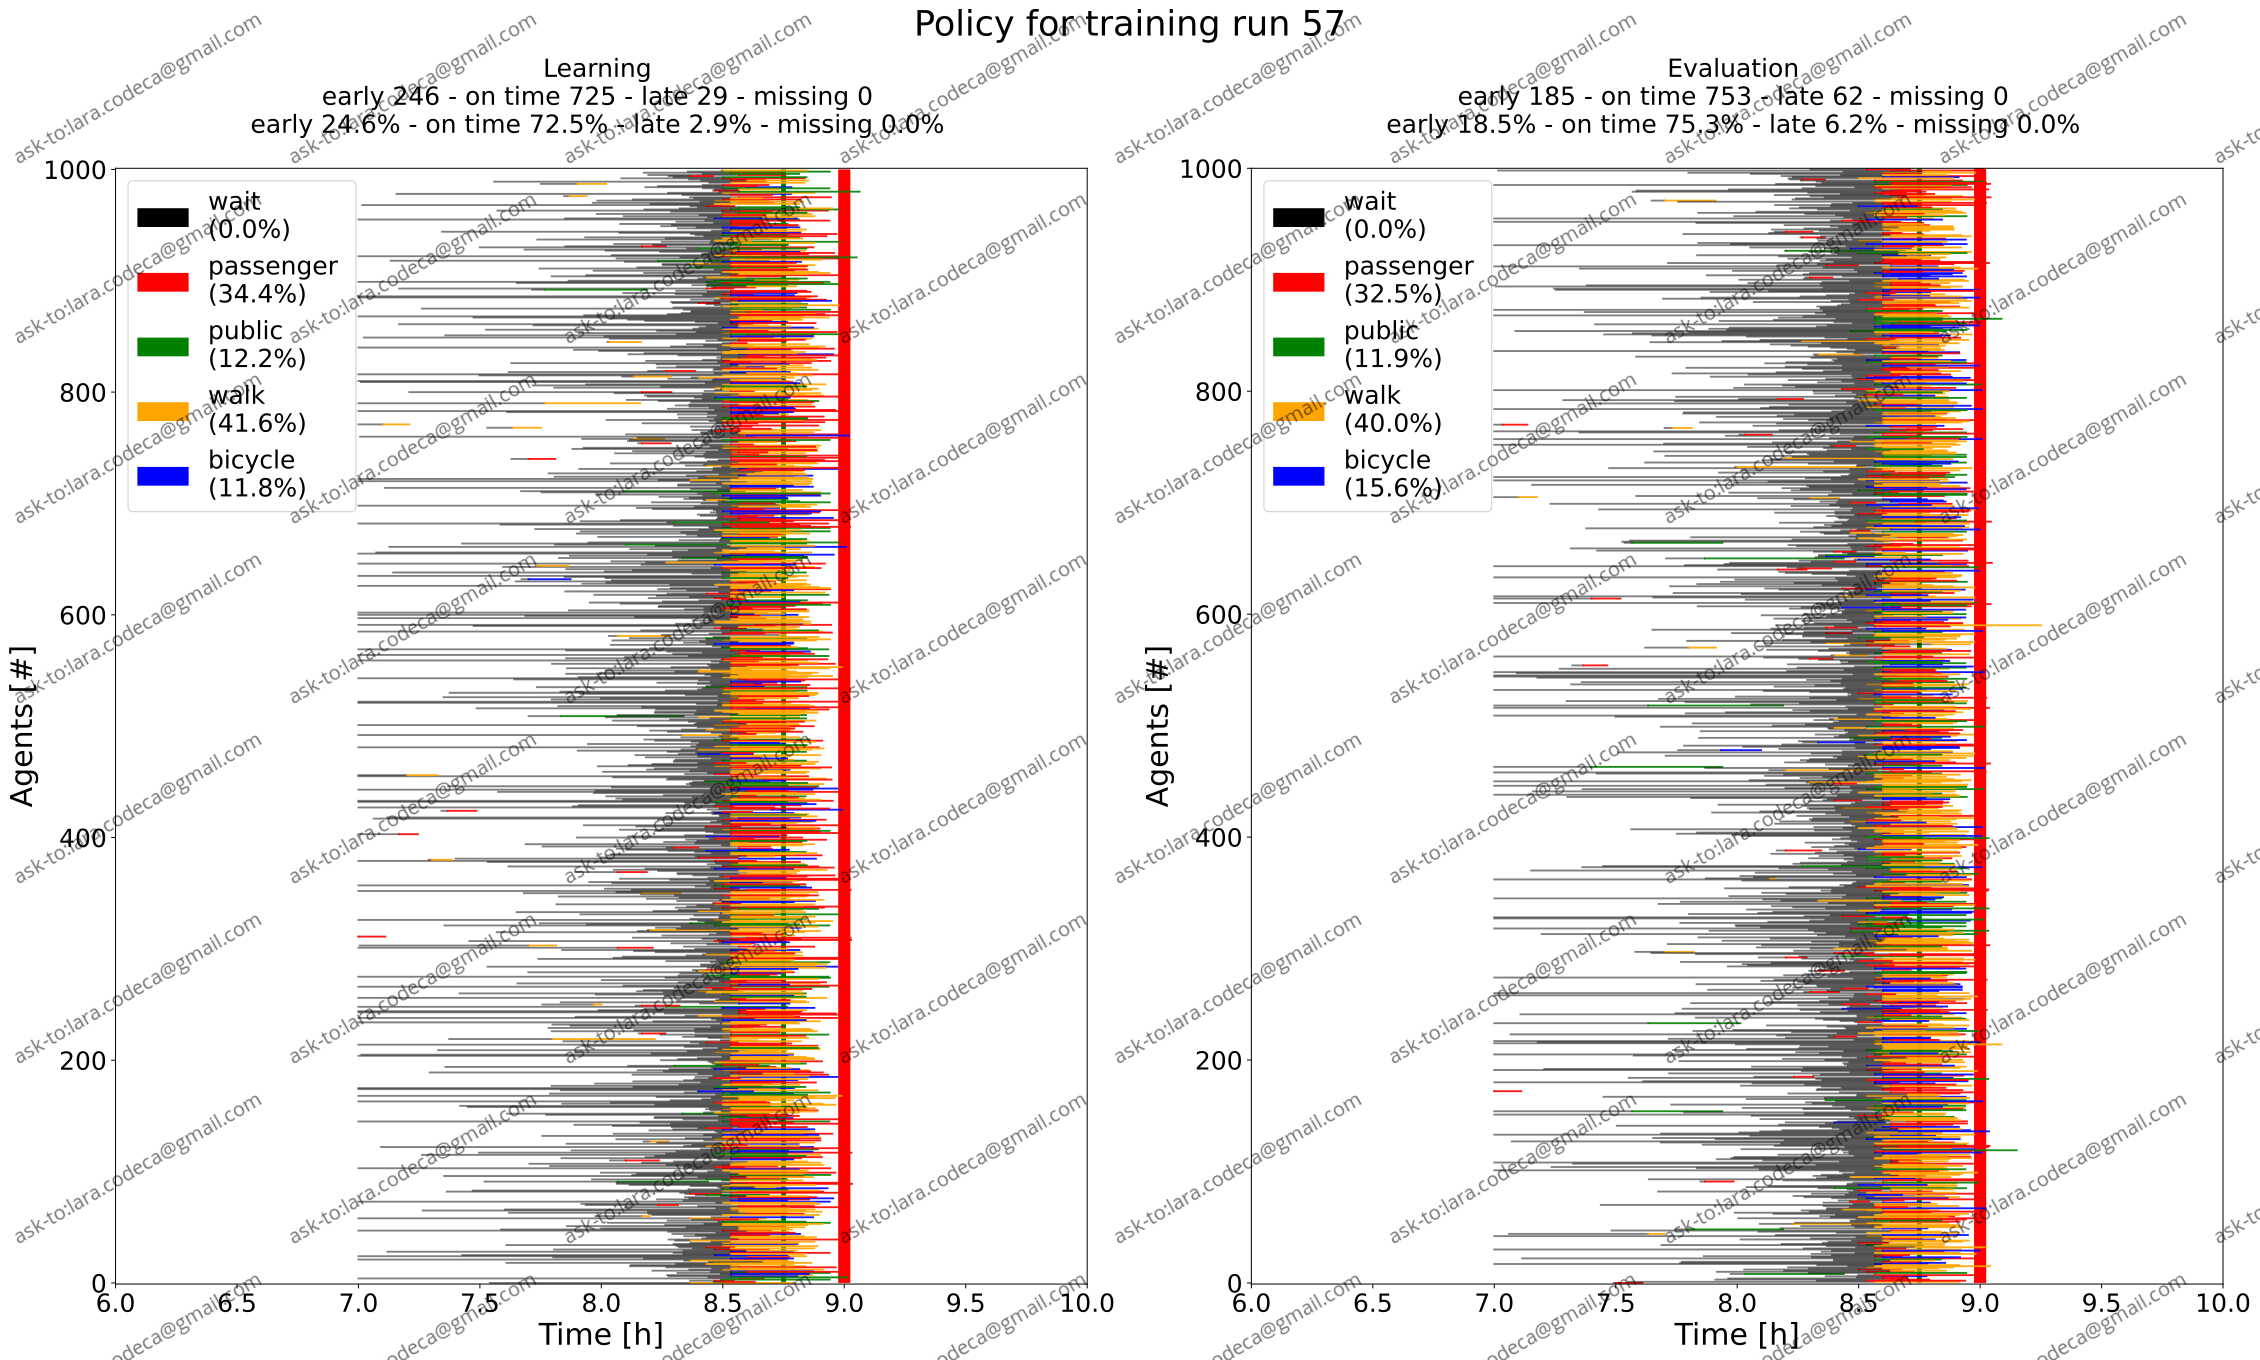 Policy for training run 57
Learning
early 246 - on time 725 - late 29 - missing 0
early 24.6% - on time 72.5% - late 2.9% - missing 0.0%
1000
800
600
400
200
0
Agents [#]
wait
(0.0%)
passenger
(34.4%)
public
(12.2%)
walk
(41.6%)
bicycle
(11.8%)
6.0 6.5 7.0 7.5 8.0 8.5 9.0 9.5 10.0
Time [h]
Evaluation
early 185 - on time 753 - late 62 - missing 0
early 18.5% - on time 75.3% - late 6.2% - missing 0.0%
1000
800
600
400
200
0
Agents [#]
wait
(0.0%)
passenger
(32.5%)
public
(11.9%)
walk
(40.0%)
bicycle
(15.6%)
6.0 6.5 7.0 7.5 8.0 8.5 9.0 9.5 10.0
Time [h]
ask-to:lara.codeca@gmail.com